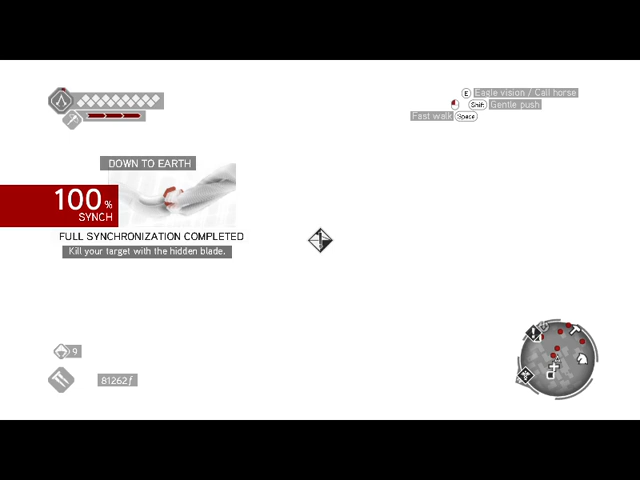 E Eagle vision / Call horse
Shift Gentle push
Fast walk Space
DOWN TO EARTH
100 %
SYNCH
FULL SYNCHRONIZATION COMPLETED
Kill your target with the hidden blade.
9
81262 ƒ